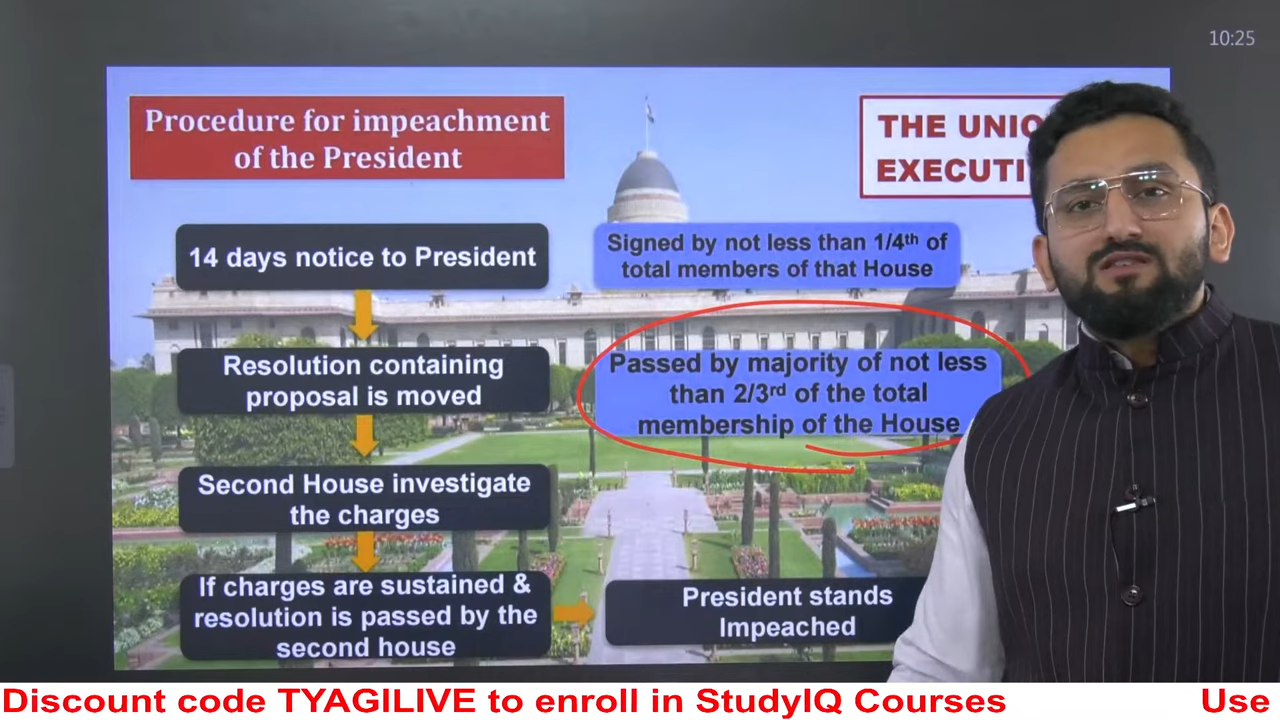 10:25
Procedure for impeachment
of the President
THE UNIO
EXECUTI
14 days notice to President
Signed by not less than 1/4th of
total members of that House
Resolution containing
proposal is moved
Passed by majority of not less
than 2/3rd of the total
membership of the House
Second House investigate
the charges
If charges are sustained &
resolution is passed by the
second house
President stands
Impeached
Discount code TYAGILIVE to enroll in StudyIQ Courses
Use